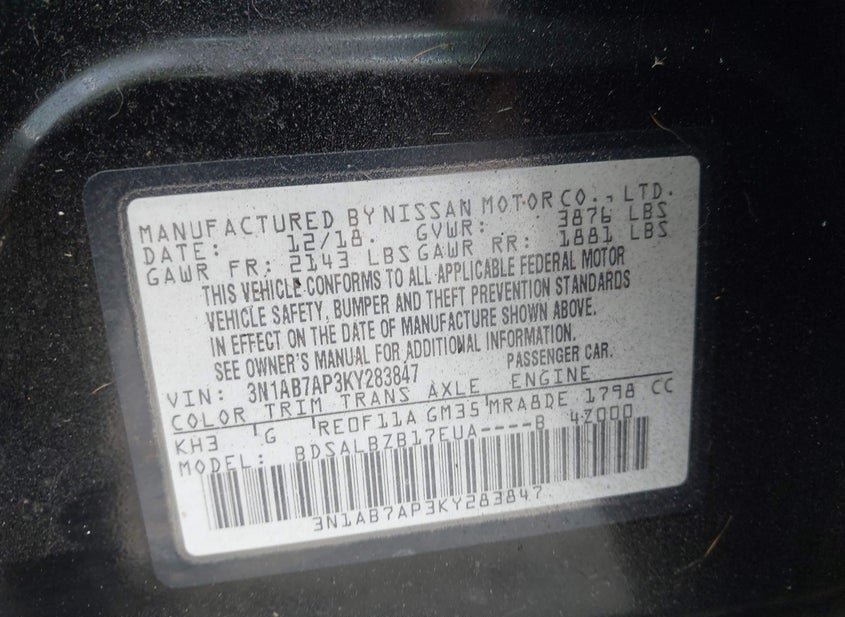 MANUFACTURED BY NISSAN MOTOR CO., LTD.
DATE: 12/18. GVWR: 3876 LBS
GAWR FR: 2143 LBS GAWR RR: 1881 LBS
THIS VEHICLE CONFORMS TO ALL APPLICABLE FEDERAL MOTOR
VEHICLE SAFETY, BUMPER AND THEFT PREVENTION STANDARDS
IN EFFECT ON THE DATE OF MANUFACTURE SHOWN ABOVE.
SEE OWNER'S MANUAL FOR ADDITIONAL INFORMATION.
VIN: 3N1AB7AP3KY283847 PASSENGER CAR.
COLOR TRIM TRANS AXLE ENGINE
KH3 G RE0F11A GM35 MRA8DE 1798 CC
MODEL: BDSALBZB17EUA----B 4Z000
3N1AB7AP3KY283847